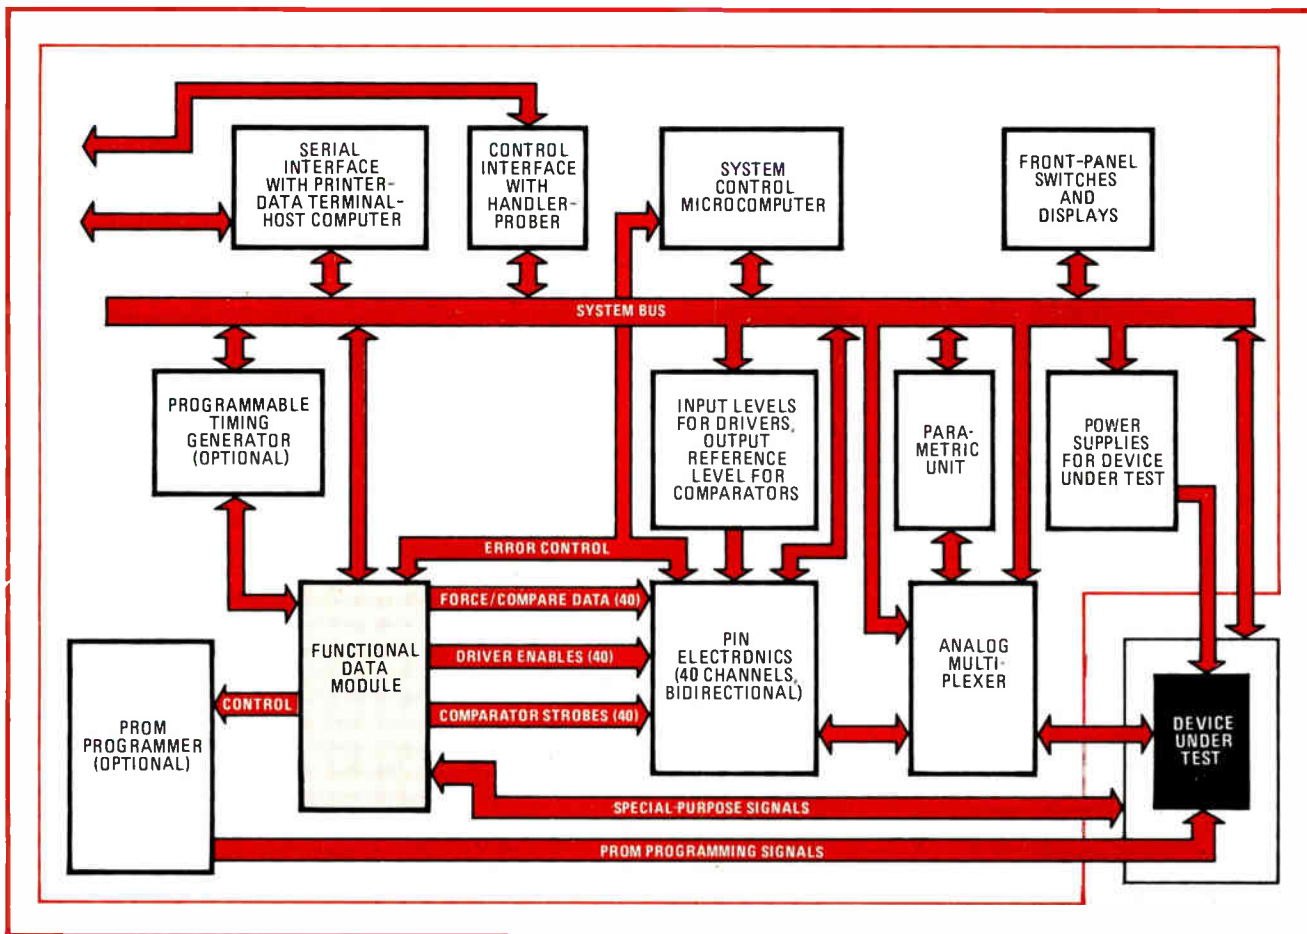 SERIAL
INTERFACE
WITH PRINTER-
DATA TERMINAL-
HOST COMPUTER
CONTROL
INTERFACE
WITH
HANDLER-
PROBER
SYSTEM
CONTROL
MICROCOMPUTER
FRONT-PANEL
SWITCHES
AND
DISPLAYS
SYSTEM BUS
PROGRAMMABLE
TIMING
GENERATOR
(OPTIONAL)
INPUT LEVELS
FOR DRIVERS,
OUTPUT
REFERENCE
LEVEL FOR
COMPARATORS
PARA-
METRIC
UNIT
POWER
SUPPLIES
FOR DEVICE
UNDER TEST
ERROR CONTROL
FORCE/COMPARE DATA (40)
DRIVER ENABLES (40)
COMPARATOR STROBES (40)
FUNCTIONAL
DATA
MODULE
PIN
ELECTRONICS
(40 CHANNELS,
BIDIRECTIONAL)
ANALOG
MULTI-
PLEXER
CONTROL
PROM
PROGRAMMER
(OPTIONAL)
DEVICE
UNDER
TEST
SPECIAL-PURPOSE SIGNALS
PROM PROGRAMMING SIGNALS